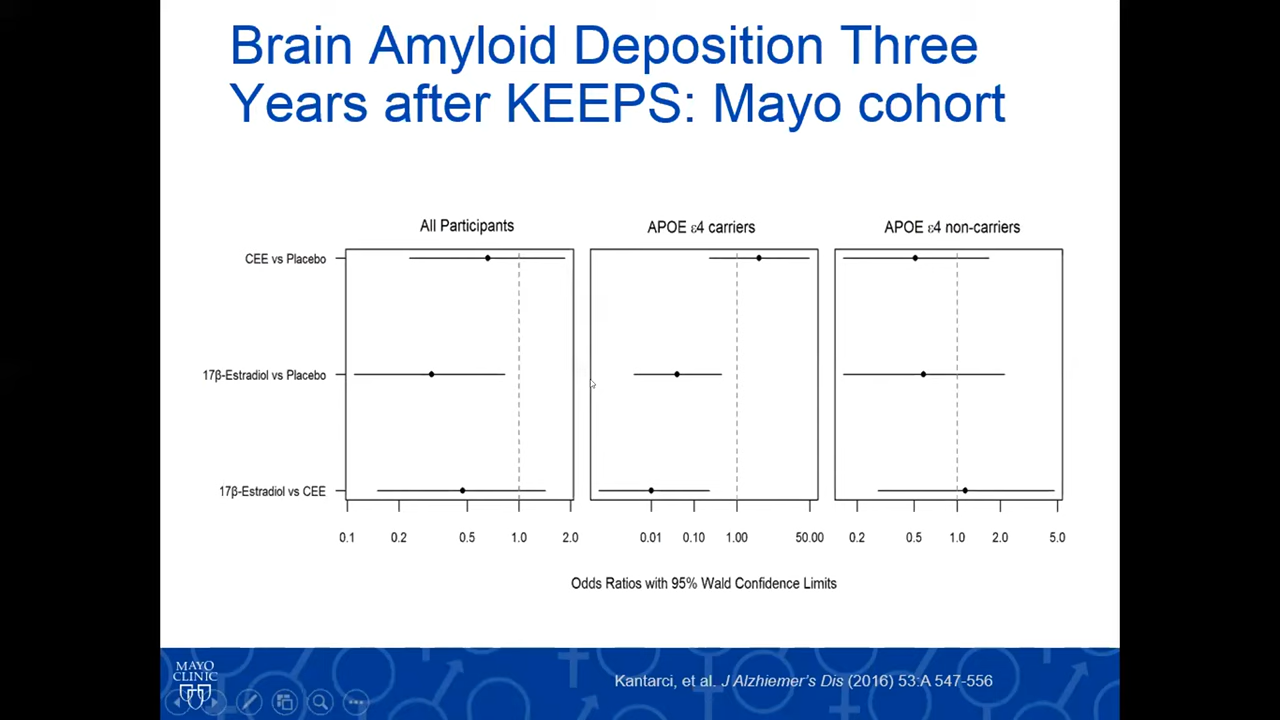 Brain Amyloid Deposition Three
Years after KEEPS: Mayo cohort
All Participants
APOE ε4 carriers
APOE ε4 non-carriers
CEE vs Placebo
17β-Estradiol vs Placebo
17β-Estradiol vs CEE
0.1 0.2 0.5 1.0 2.0
0.01 0.10 1.00 50.00
0.2 0.5 1.0 2.0 5.0
Odds Ratios with 95% Wald Confidence Limits
MAYO
CLINIC
Kantarci, et al. J Alzhiemer's Dis (2016) 53:A 547-556